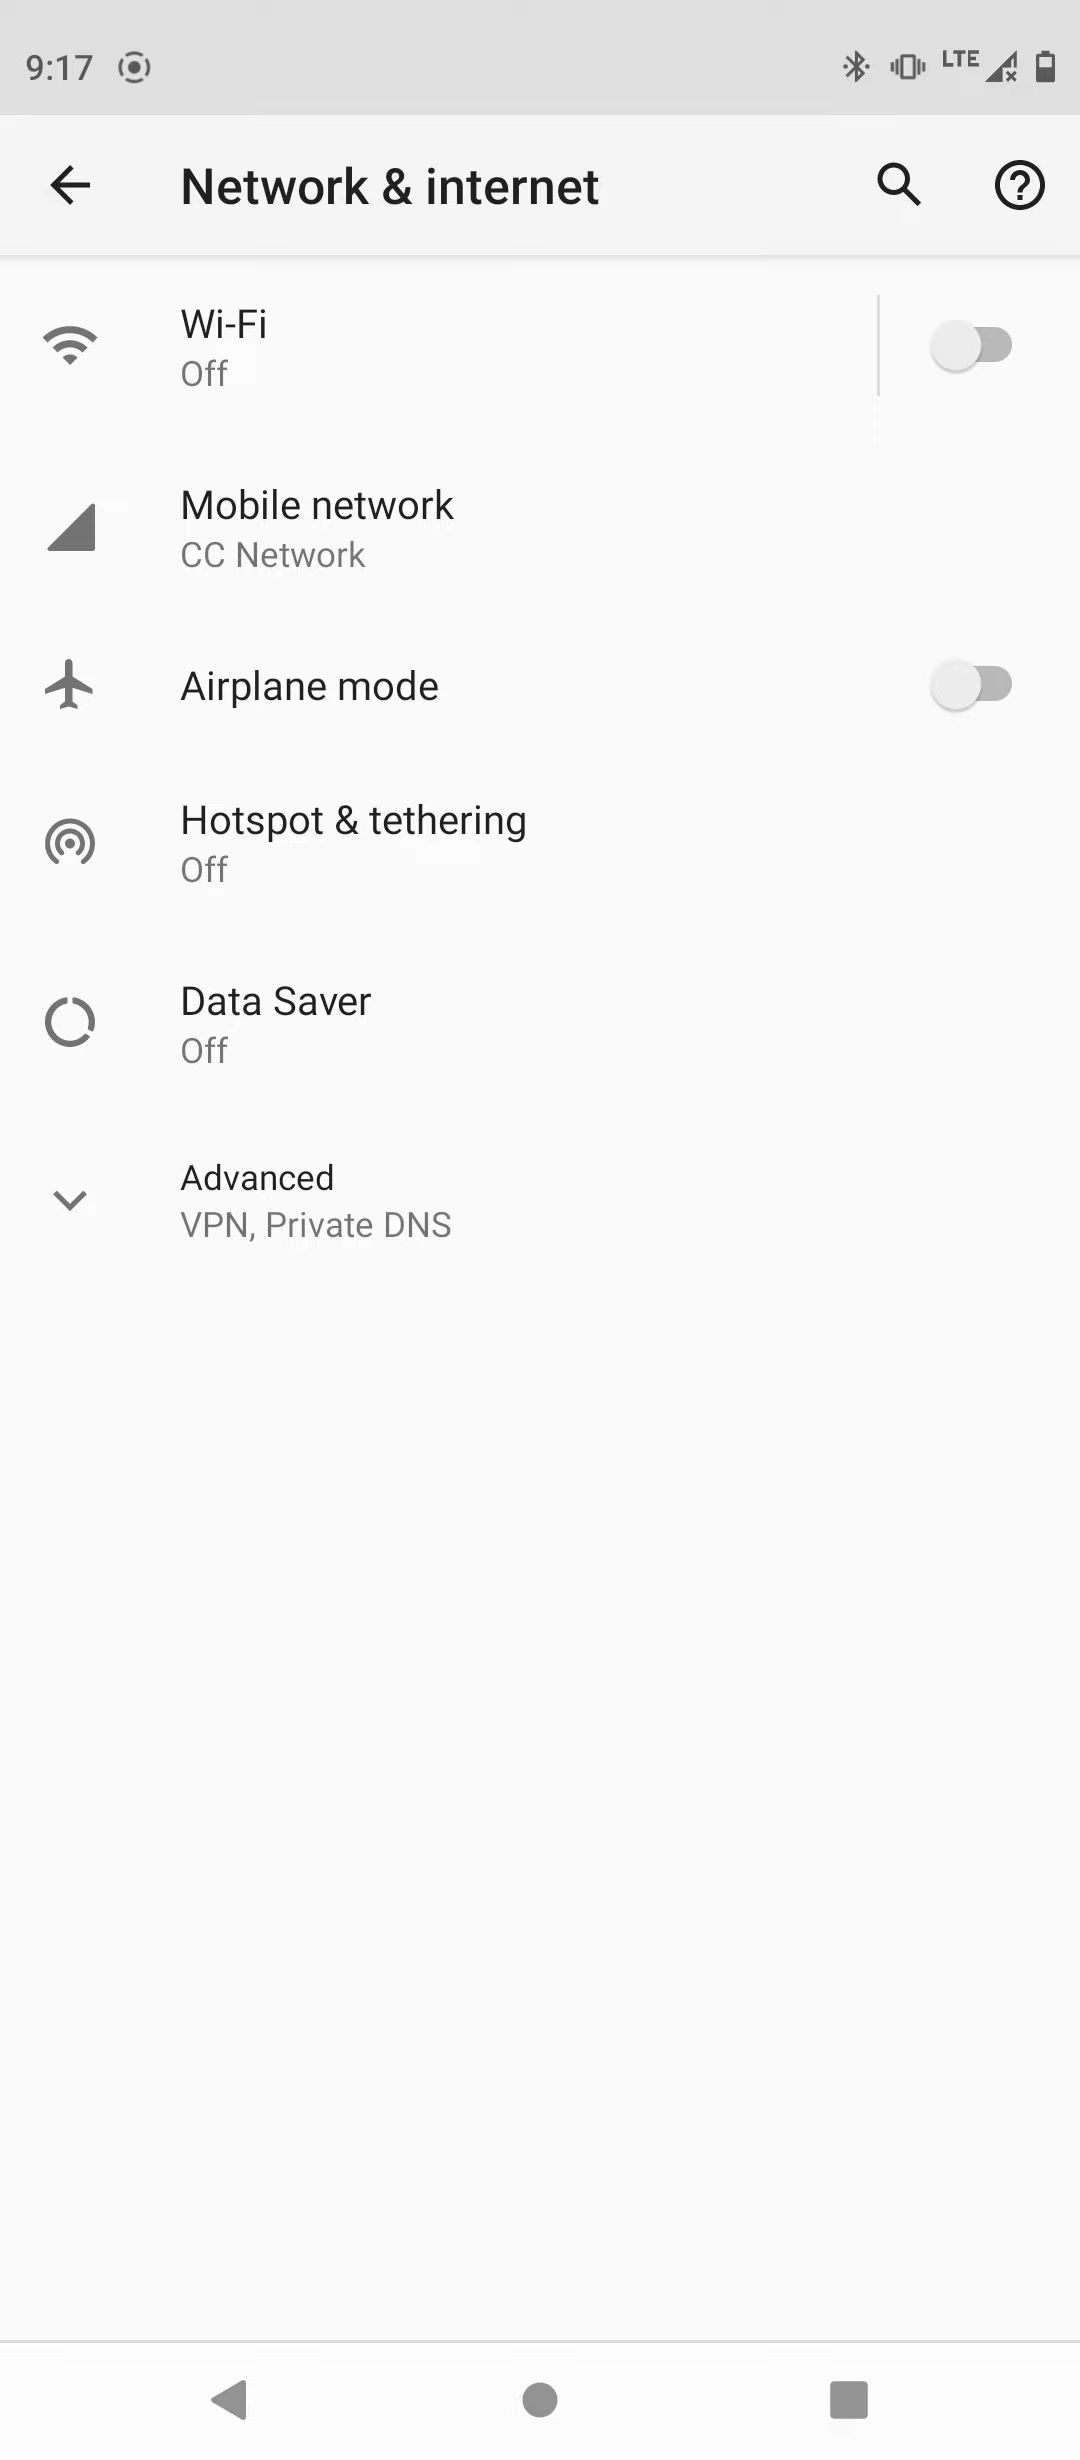 9:17 LTE
Network & internet
Wi-Fi
Off
Mobile network
CC Network
Airplane mode
Hotspot & tethering
Off
Data Saver
Off
Advanced
VPN, Private DNS